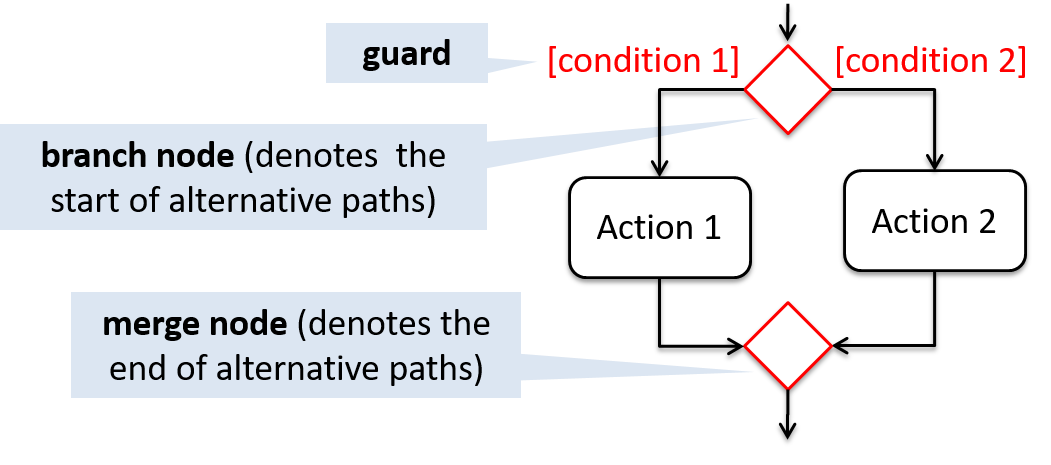 guard
[condition 1]
[condition 2]
branch node (denotes the
start of alternative paths)
Action 1
Action 2
merge node (denotes the
end of alternative paths)